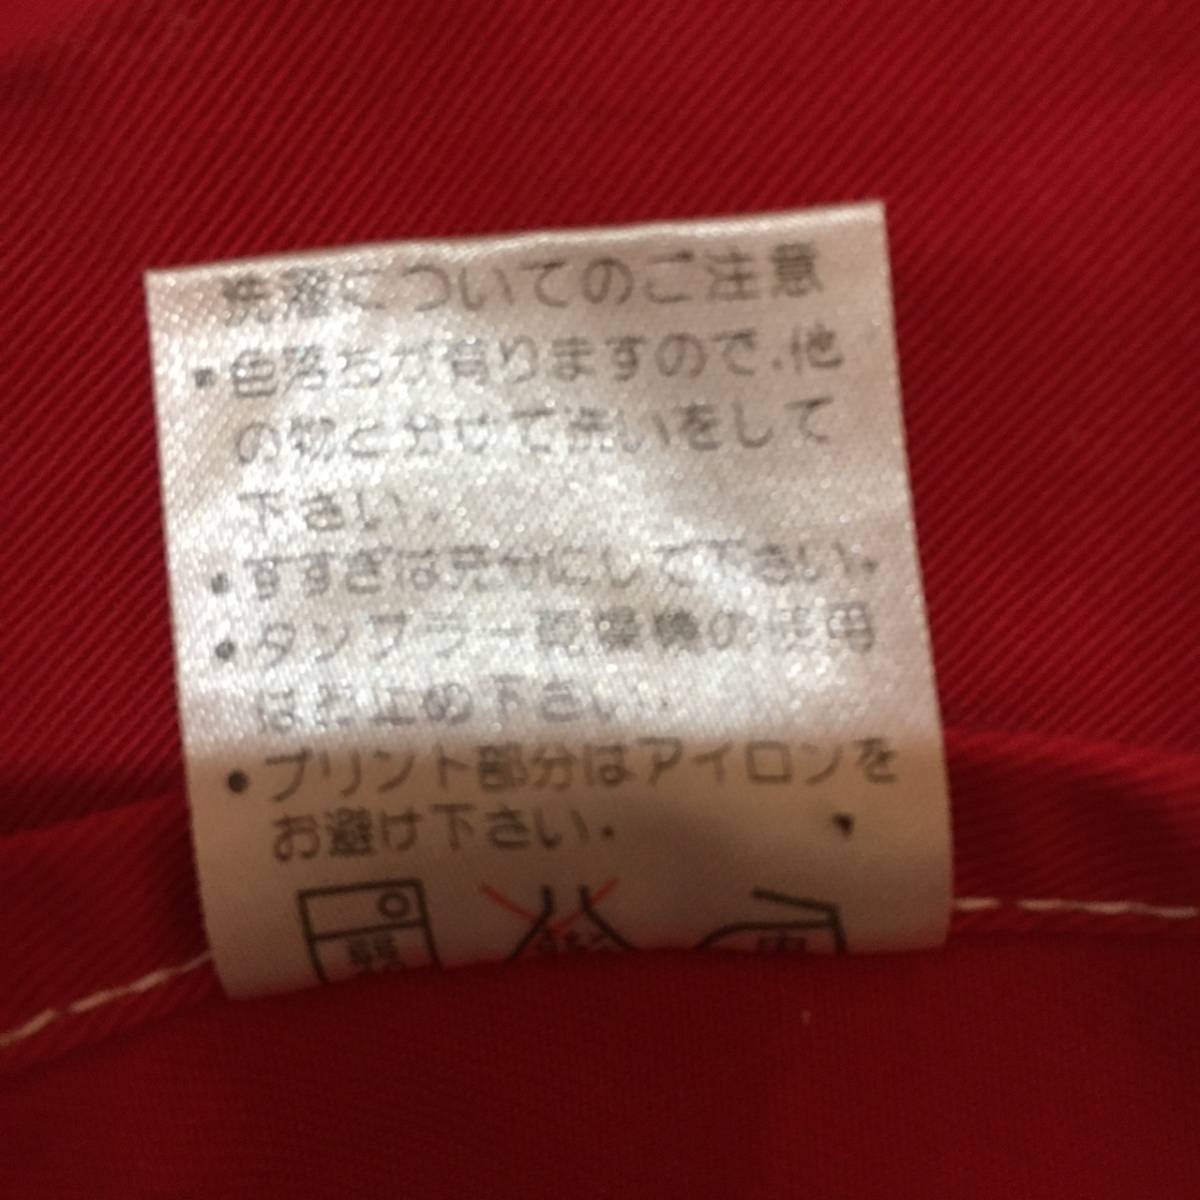 洗濯についてのご注意
・色落ちが有りますので、他
の物と分けて洗いをして
下さい。
・すすぎは充分にして下さい。
・タンブラー乾燥機の使用
はお止め下さい。
・プリント部分はアイロンを
お避け下さい。
弱 中